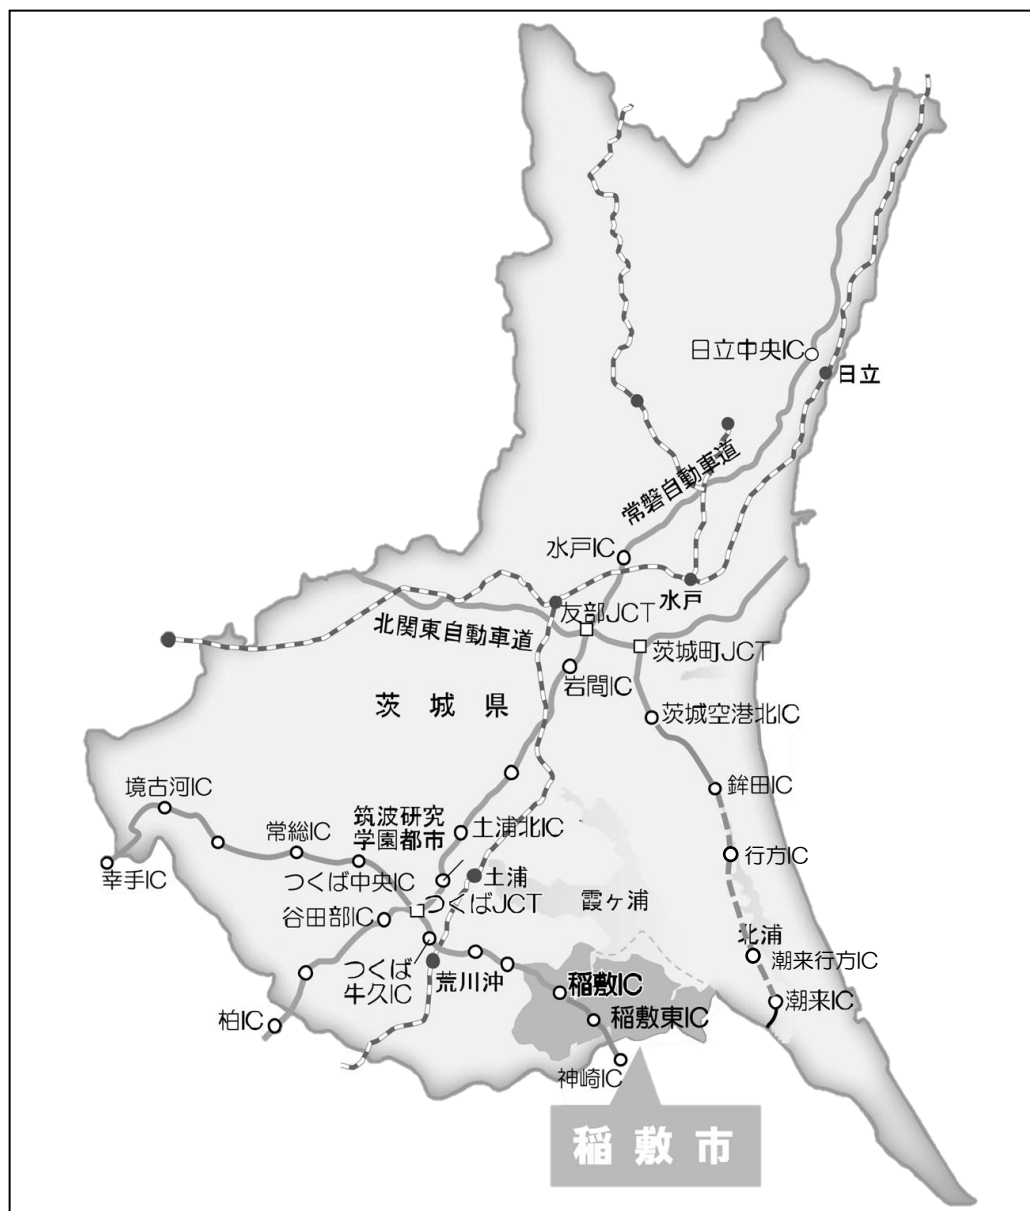 日立中央IC
日立
常磐自動車道
水戸IC
水戸
友部JCT
北関東自動車道
茨城町JCT
岩間IC
茨城県
茨城空港北IC
境古河IC
鉾田IC
筑波研究
学園都市
常総IC
土浦北IC
行方IC
幸手IC
つくば中央IC
土浦
霞ヶ浦
谷田部IC
つくばJCT
北浦
潮来行方IC
つくば
牛久IC
荒川沖
稲敷IC
潮来IC
柏IC
稲敷東IC
神崎IC
稲敷市